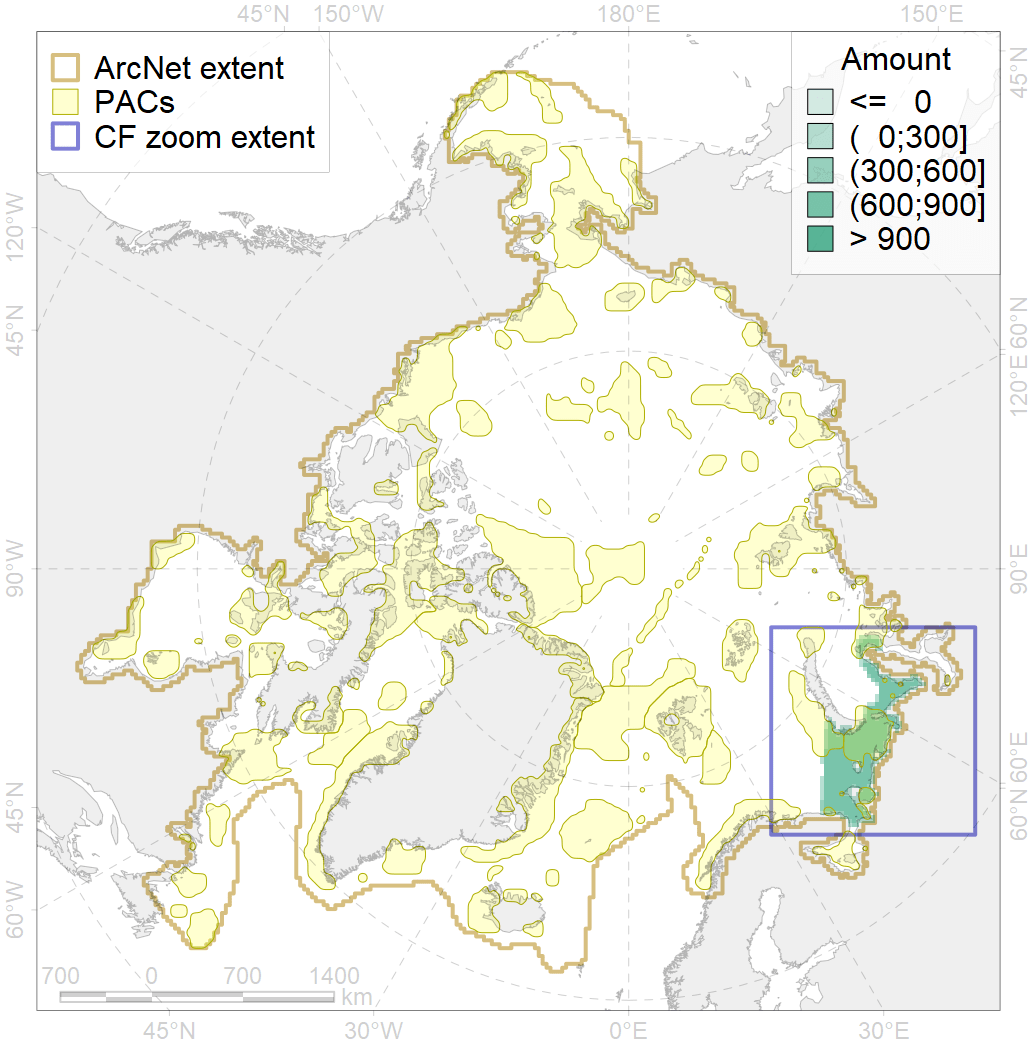 45°N 150°W 180°E 150°E
ArcNet extent
PACs
CF zoom extent
Amount
<= 0
( 0;300]
(300;600]
(600;900]
> 900
45°N
120°W
45°N
90°W
45°N
60°W
60°N
120°E
90°E
60°E
60°N
700 0 700 1400
km
45°N 30°W 0°E 30°E